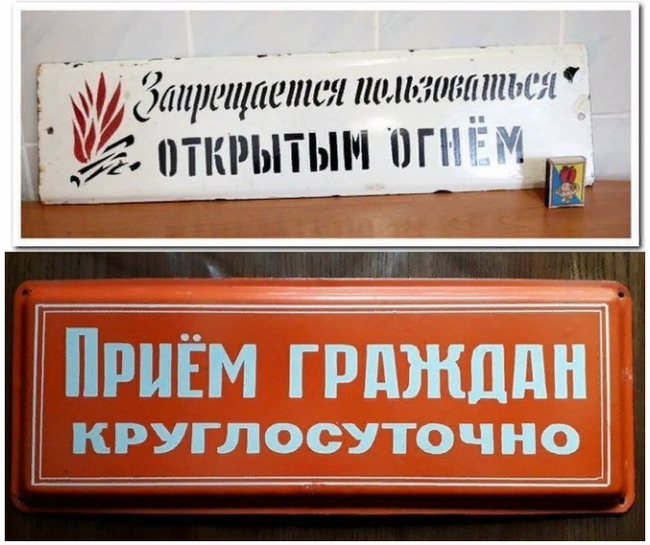 Запрещается пользоваться
ОТКРЫТЫМ ОГНЁМ
ПРИЁМ ГРАЖДАН
КРУГЛОСУТОЧНО